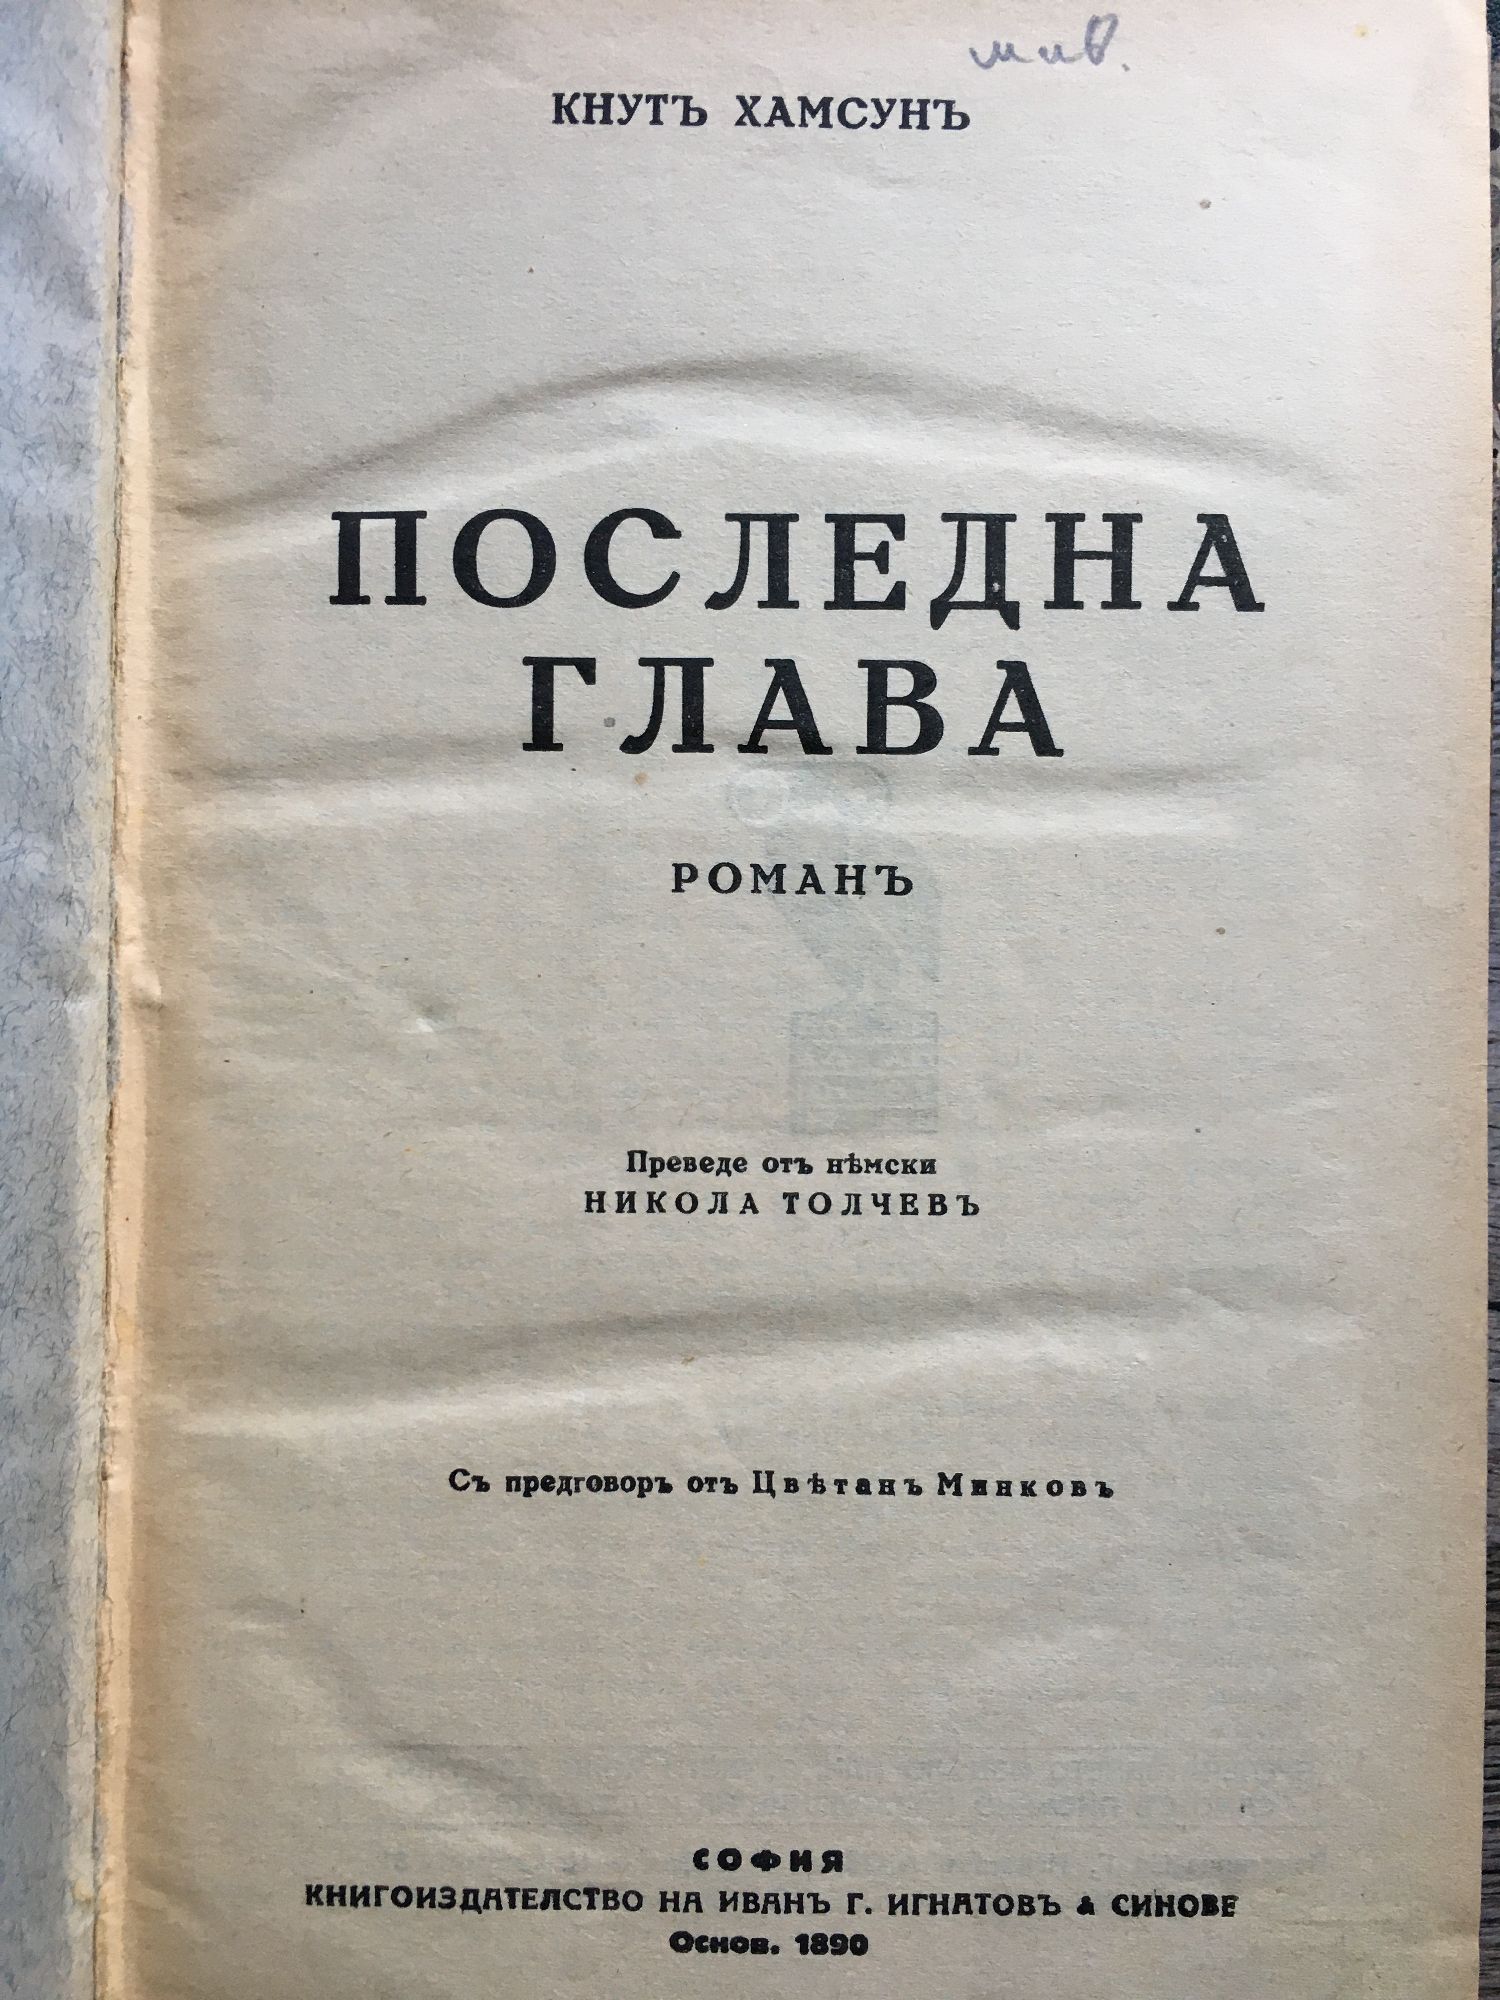 КНУТЪ ХАМСУНЪ
ПОСЛЕДНА
ГЛАВА
РОМАНЪ
Преведе отъ нѣмски
НИКОЛА ТОЛЧЕВЪ
Съ предговоръ отъ Цвѣтанъ Минковъ
СОФИЯ
КНИГОИЗДАТЕЛСТВО НА ИВАНЪ Г. ИГНАТОВЪ & СИНОВЕ
Основ. 1890